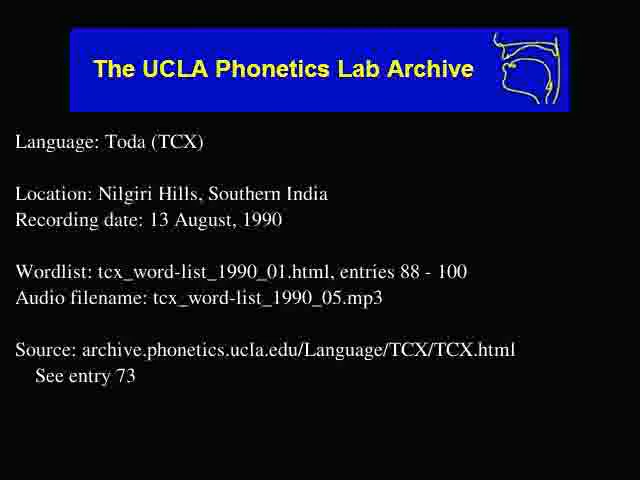 The UCLA Phonetics Lab Archive
Language: Toda (TCX)
Location: Nilgiri Hills, Southern India
Recording date: 13 August, 1990
Wordlist: tcx_word-list_1990_01.html, entries 88 - 100
Audio filename: tcx_word-list_1990_05.mp3
Source: archive.phonetics.ucla.edu/Language/TCX/TCX.html
See entry 73